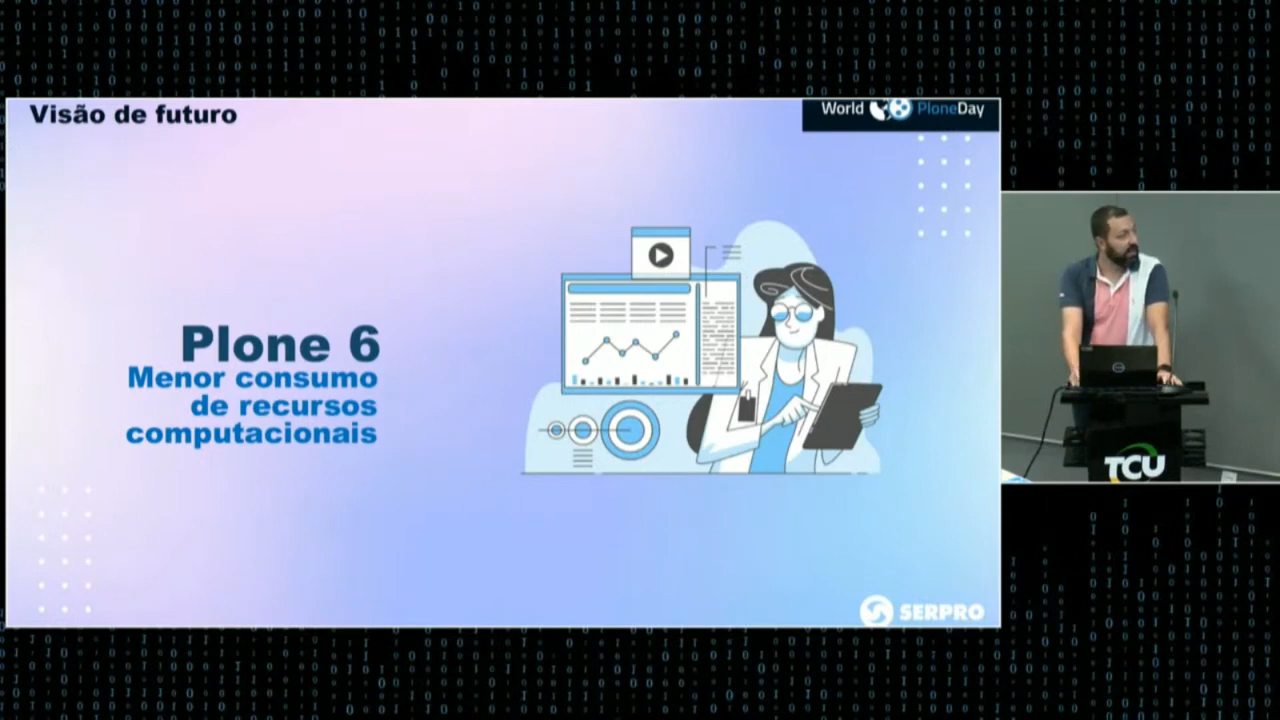 Visão de futuro
World PloneDay
Plone 6
Menor consumo
de recursos
computacionais
SERPRO
TCU